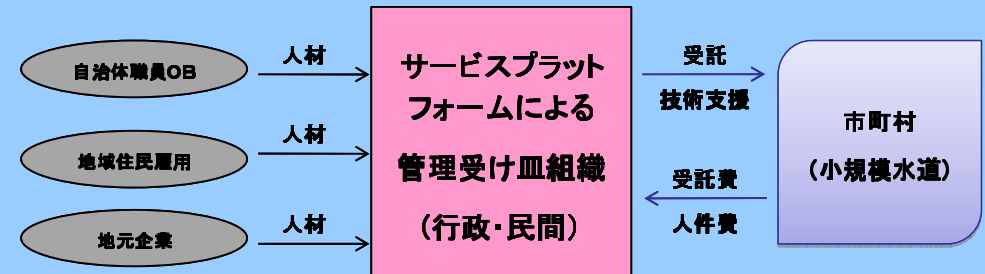 自治体職員OB
人材
地域住民雇用
人材
地元企業
人材
サービスプラット
フォームによる
管理受け皿組織
（行政・民間）
受託
技術支援
受託費
人件費
市町村
（小規模水道）